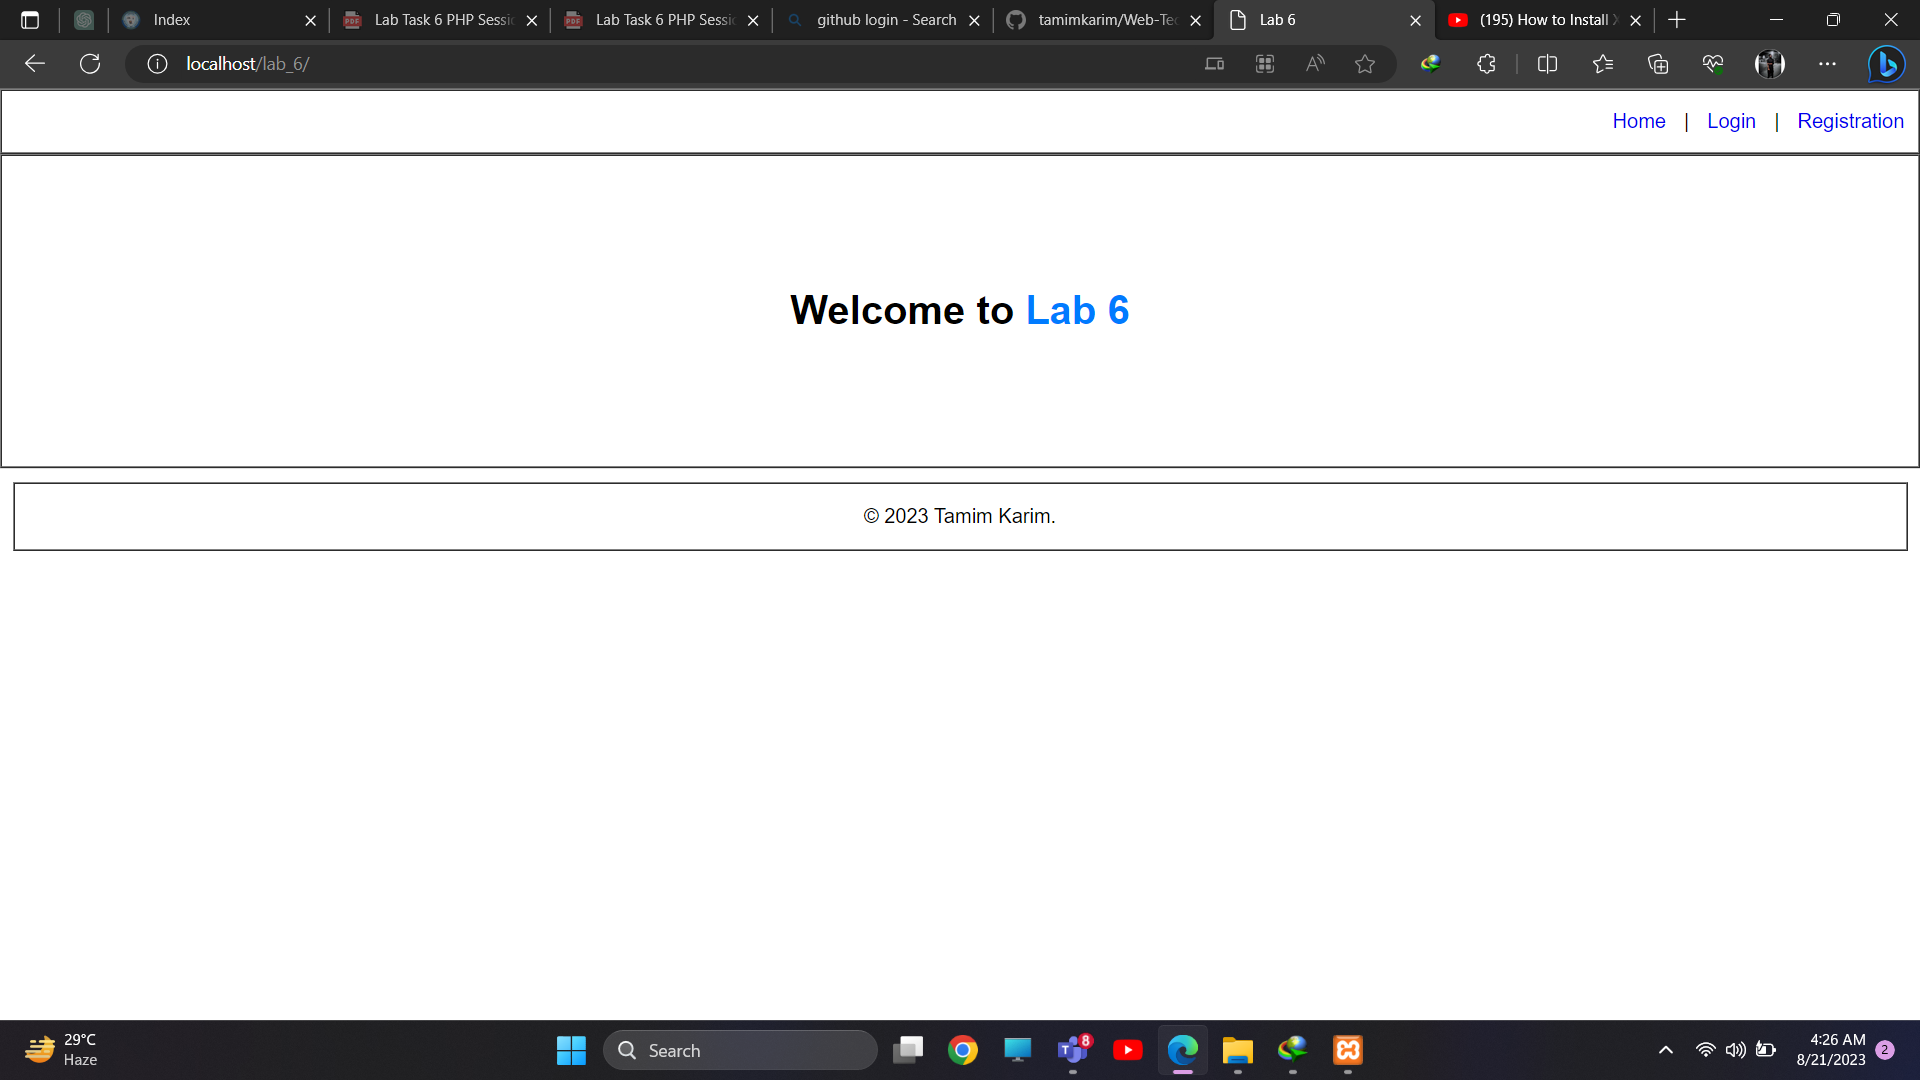 Index
Lab Task 6 PHP Sessi
Lab Task 6 PHP Sessi
github login - Search
tamimkarim/Web-Tec
Lab 6
(195) How to Install X
localhost/lab_6/
Home | Login | Registration
Welcome to Lab 6
© 2023 Tamim Karim.
29°C
Haze
Search
8
4:26 AM
8/21/2023
2